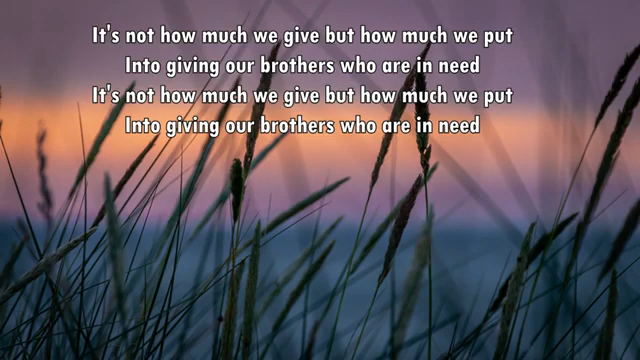 It's not how much we give but how much we put
Into giving our brothers who are in need
It's not how much we give but how much we put
Into giving our brothers who are in need